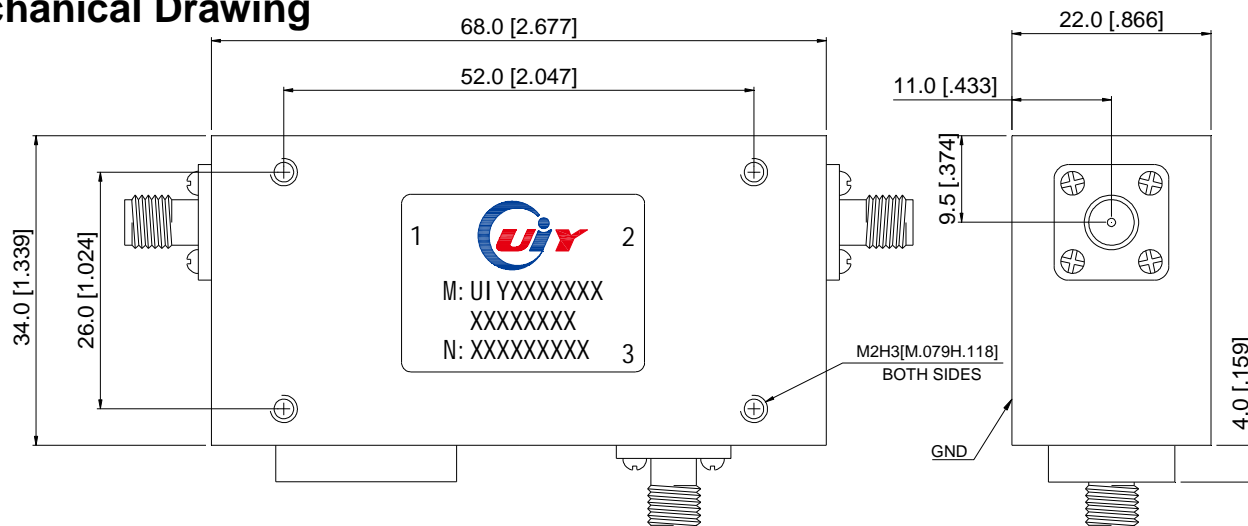 chanical Drawing
68.0 [2.677]
52.0 [2.047]
34.0 [1.339]
26.0 [1.024]
1
UiY
2
M: UIYXXXXXXX
XXXXXXXX
N: XXXXXXXXX
3
M2H3[M.079H.118]
BOTH SIDES
22.0 [.866]
11.0 [.433]
9.5 [.374]
4.0 [.159]
GND